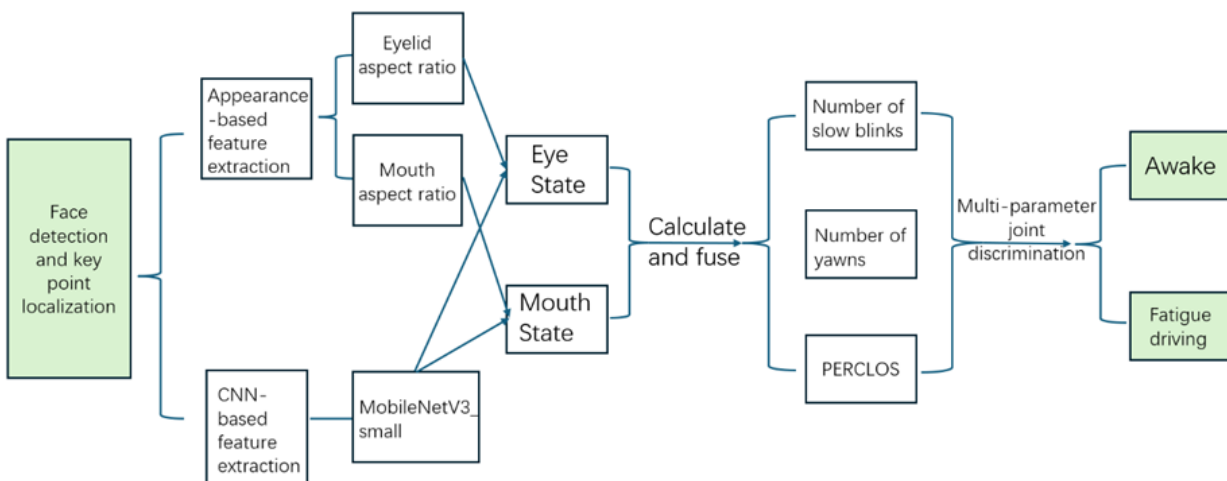 Face
detection
and key
point
localization
Appearance
-based
feature
extraction
CNN-
based
feature
extraction
Eyelid
aspect ratio
Mouth
aspect ratio
MobileNetV3_
small
Eye
State
Mouth
State
Calculate
and fuse
Number of
slow blinks
Number of
yawns
PERCLOS
Multi-parameter
joint
discrimination
Awake
Fatigue
driving